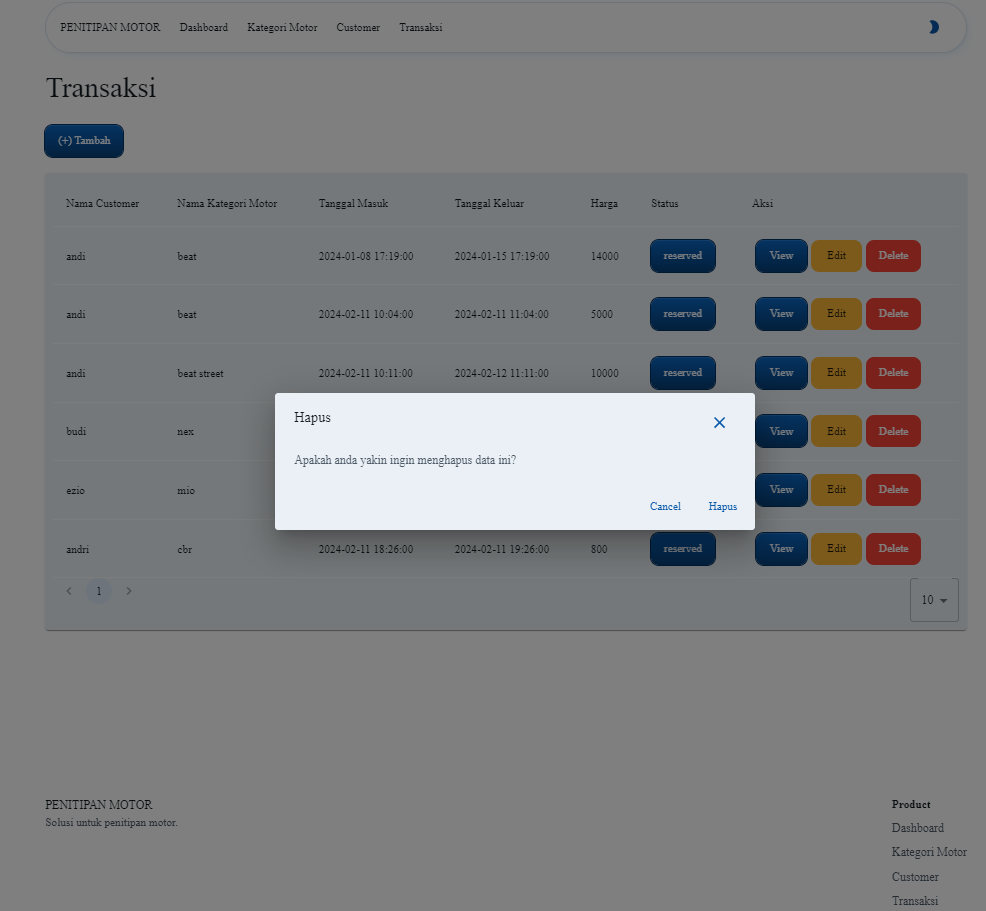 PENITIPAN MOTOR Dashboard Kategori Motor Customer Transaksi
Transaksi
(+) Tambah
Nama Customer Nama Kategori Motor Tanggal Masuk Tanggal Keluar Harga Status Aksi
andi beat 2024-01-08 17:19:00 2024-01-15 17:19:00 14000 reserved View Edit Delete
andi beat 2024-02-11 10:04:00 2024-02-11 11:04:00 5000 reserved View Edit Delete
andi beat street 2024-02-11 10:11:00 2024-02-12 11:11:00 10000 reserved View Edit Delete
Hapus
budi nex View Edit Delete
Apakah anda yakin ingin menghapus data ini?
ezio mio View Edit Delete
Cancel Hapus
andri cbr 2024-02-11 18:26:00 2024-02-11 19:26:00 800 reserved View Edit Delete
1
10
PENITIPAN MOTOR
Solusi untuk penitipan motor.
Product
Dashboard
Kategori Motor
Customer
Transaksi